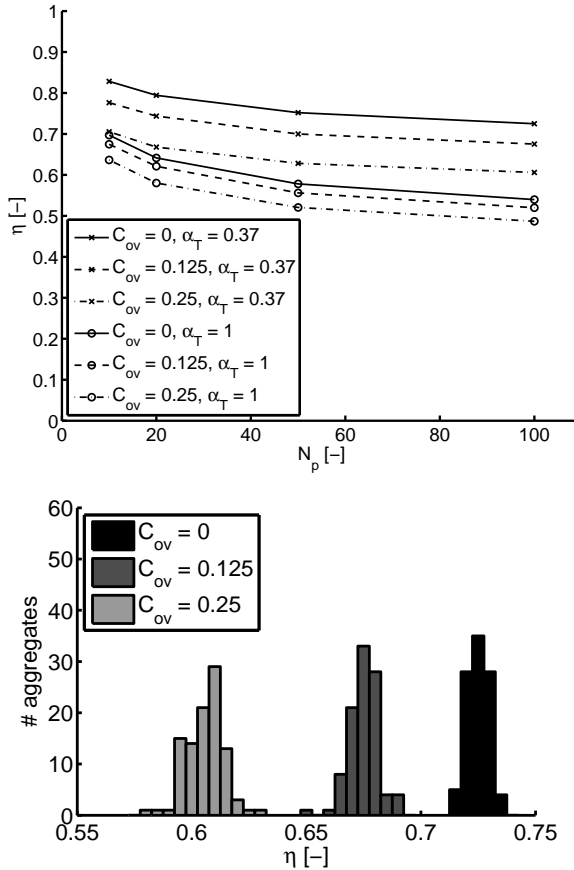 1
0.9
0.8
0.7
0.6
0.5
0.4
0.3
0.2
0.1
0
η [–]
C_ov = 0, α_T = 0.37
C_ov = 0.125, α_T = 0.37
C_ov = 0.25, α_T = 0.37
C_ov = 0, α_T = 1
C_ov = 0.125, α_T = 1
C_ov = 0.25, α_T = 1
0 20 40 60 80 100
N_p [–]
60
50
40
30
20
10
0
# aggregates
C_ov = 0
C_ov = 0.125
C_ov = 0.25
0.55 0.6 0.65 0.7 0.75
η [–]